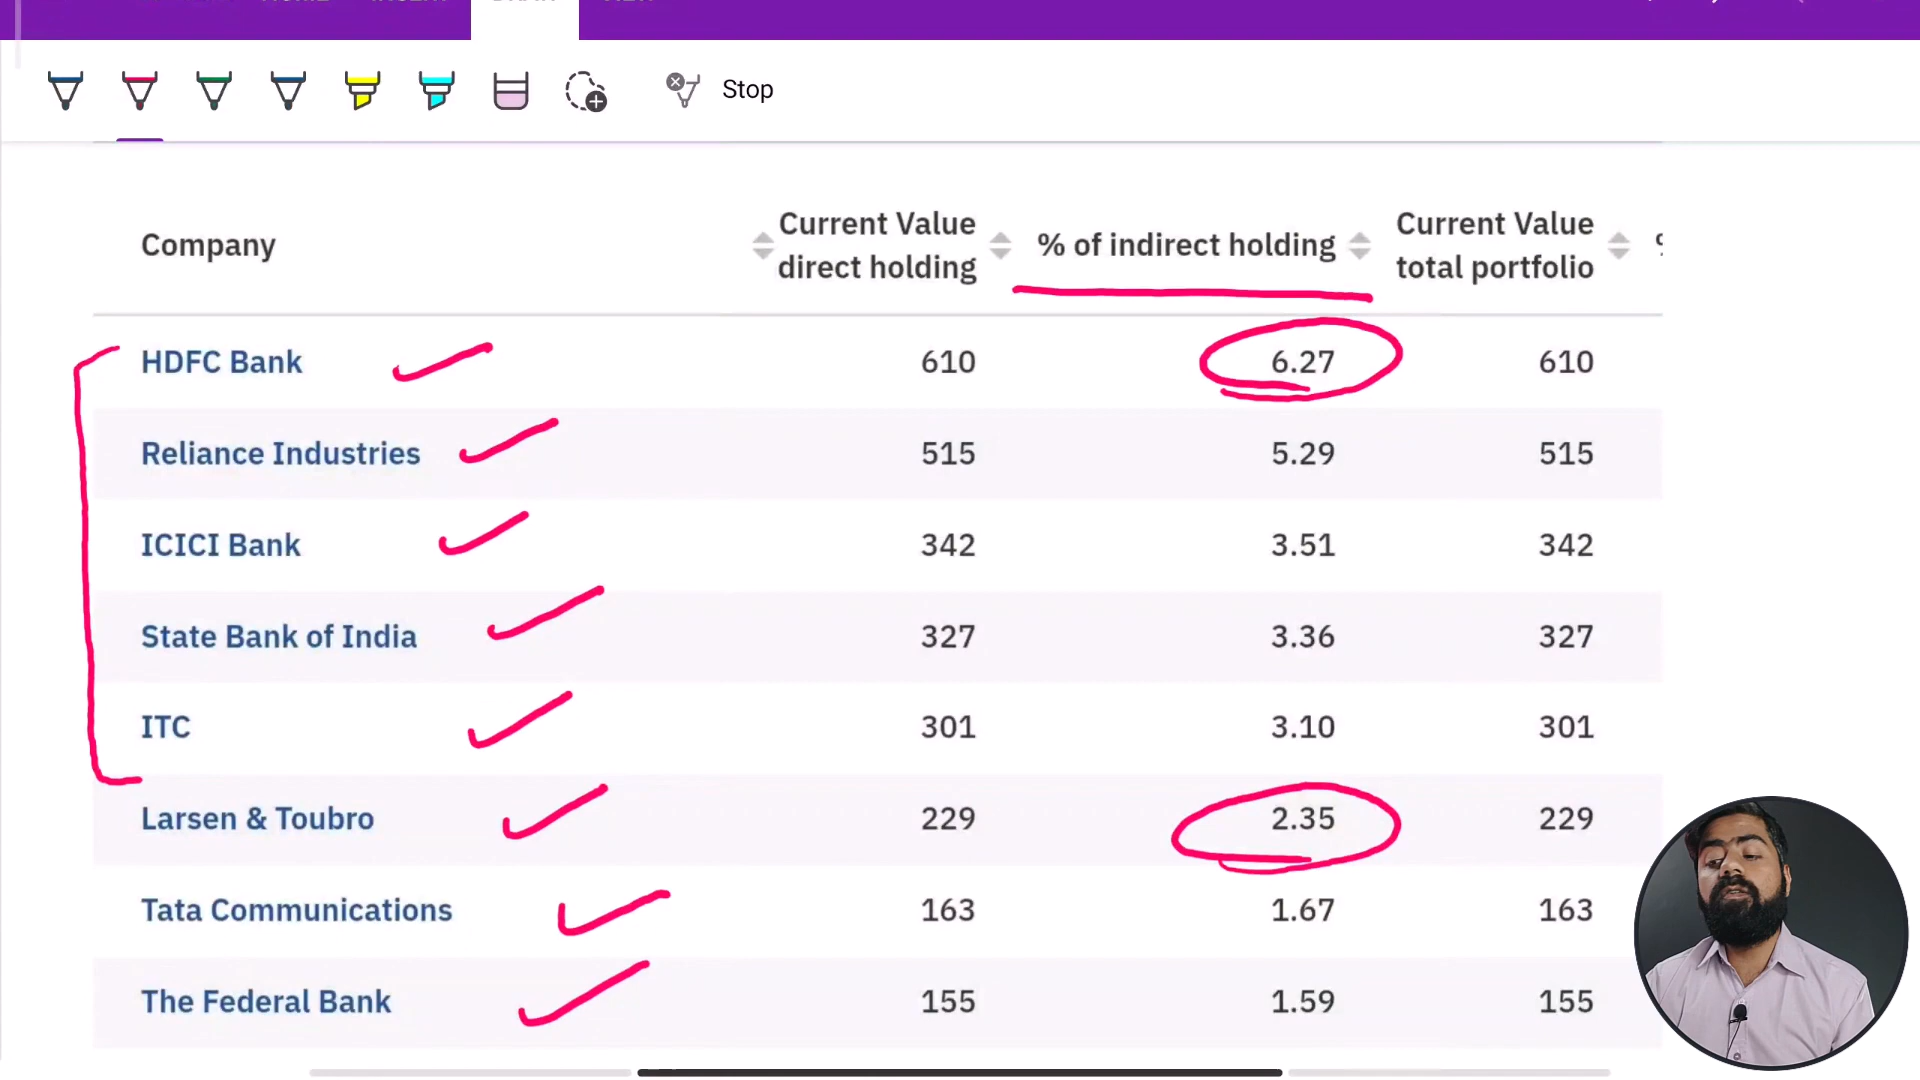 Stop
Company
Current Value direct holding
% of indirect holding
Current Value total portfolio
HDFC Bank 610 6.27 610
Reliance Industries 515 5.29 515
ICICI Bank 342 3.51 342
State Bank of India 327 3.36 327
ITC 301 3.10 301
Larsen & Toubro 229 2.35 229
Tata Communications 163 1.67 163
The Federal Bank 155 1.59 155